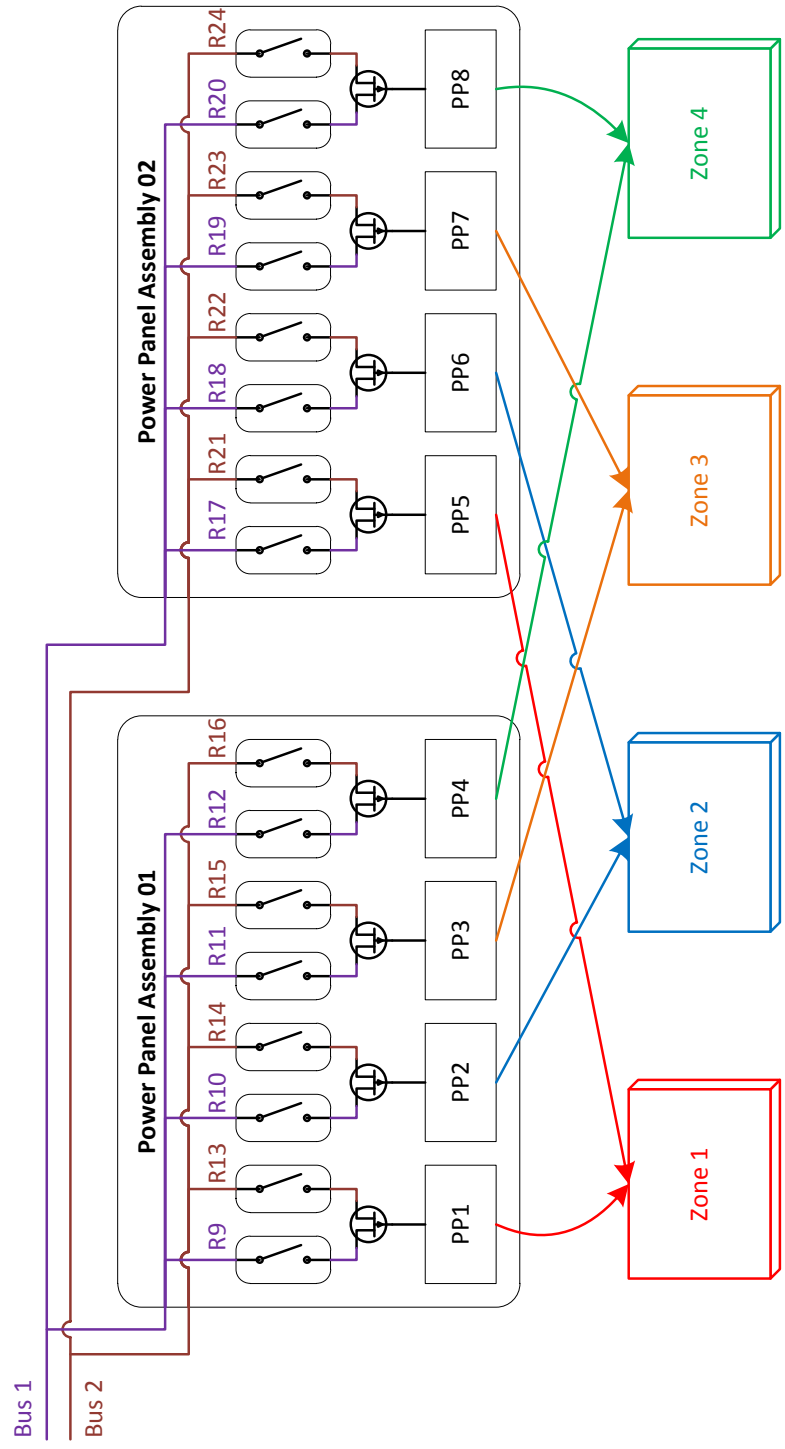 Bus 1
Bus 2
Power Panel Assembly 01
R9
R13
R10
R14
R11
R15
R12
R16
PP1
PP2
PP3
PP4
Power Panel Assembly 02
R17
R21
R18
R22
R19
R23
R20
R24
PP5
PP6
PP7
PP8
Zone 1
Zone 2
Zone 3
Zone 4